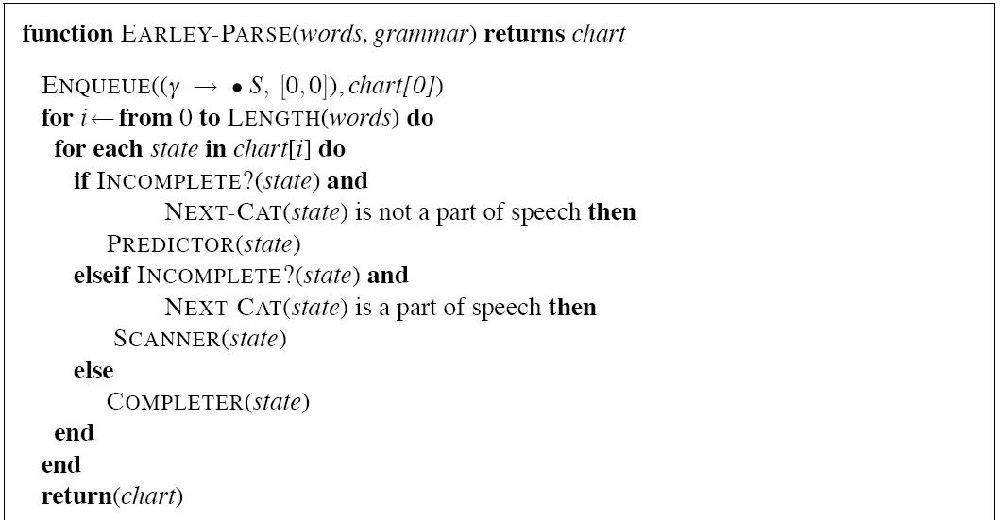 function EARLEY-PARSE(words, grammar) returns chart
ENQUEUE((γ → • S, [0,0]), chart[0])
for i ← from 0 to LENGTH(words) do
for each state in chart[i] do
if INCOMPLETE?(state) and
NEXT-CAT(state) is not a part of speech then
PREDICTOR(state)
elseif INCOMPLETE?(state) and
NEXT-CAT(state) is a part of speech then
SCANNER(state)
else
COMPLETER(state)
end
end
return(chart)